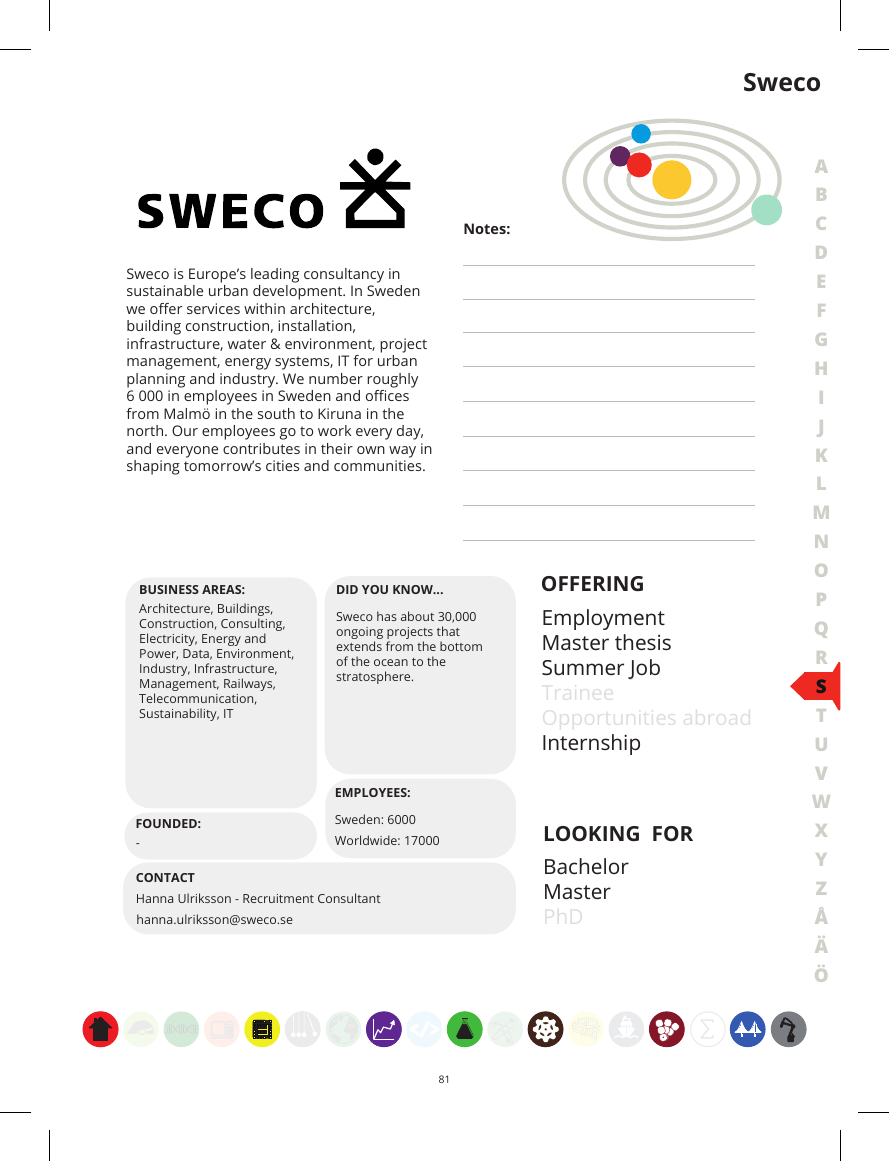 Sweco
SWECO
Notes:
Sweco is Europe’s leading consultancy in
sustainable urban development. In Sweden
we offer services within architecture,
building construction, installation,
infrastructure, water & environment, project
management, energy systems, IT for urban
planning and industry. We number roughly
6 000 in employees in Sweden and offices
from Malmö in the south to Kiruna in the
north. Our employees go to work every day,
and everyone contributes in their own way in
shaping tomorrow’s cities and communities.
BUSINESS AREAS:
Architecture, Buildings,
Construction, Consulting,
Electricity, Energy and
Power, Data, Environment,
Industry, Infrastructure,
Management, Railways,
Telecommunication,
Sustainability, IT
DID YOU KNOW...
Sweco has about 30,000
ongoing projects that
extends from the bottom
of the ocean to the
stratosphere.
FOUNDED:
-
EMPLOYEES:
Sweden: 6000
Worldwide: 17000
CONTACT
Hanna Ulriksson - Recruitment Consultant
hanna.ulriksson@sweco.se
OFFERING
Employment
Master thesis
Summer Job
Trainee
Opportunities abroad
Internship
LOOKING FOR
Bachelor
Master
PhD
A
B
C
D
E
F
G
H
I
J
K
L
M
N
O
P
Q
R
S
T
U
V
W
X
Y
Z
Å
Ä
Ö
</>
Σ
81